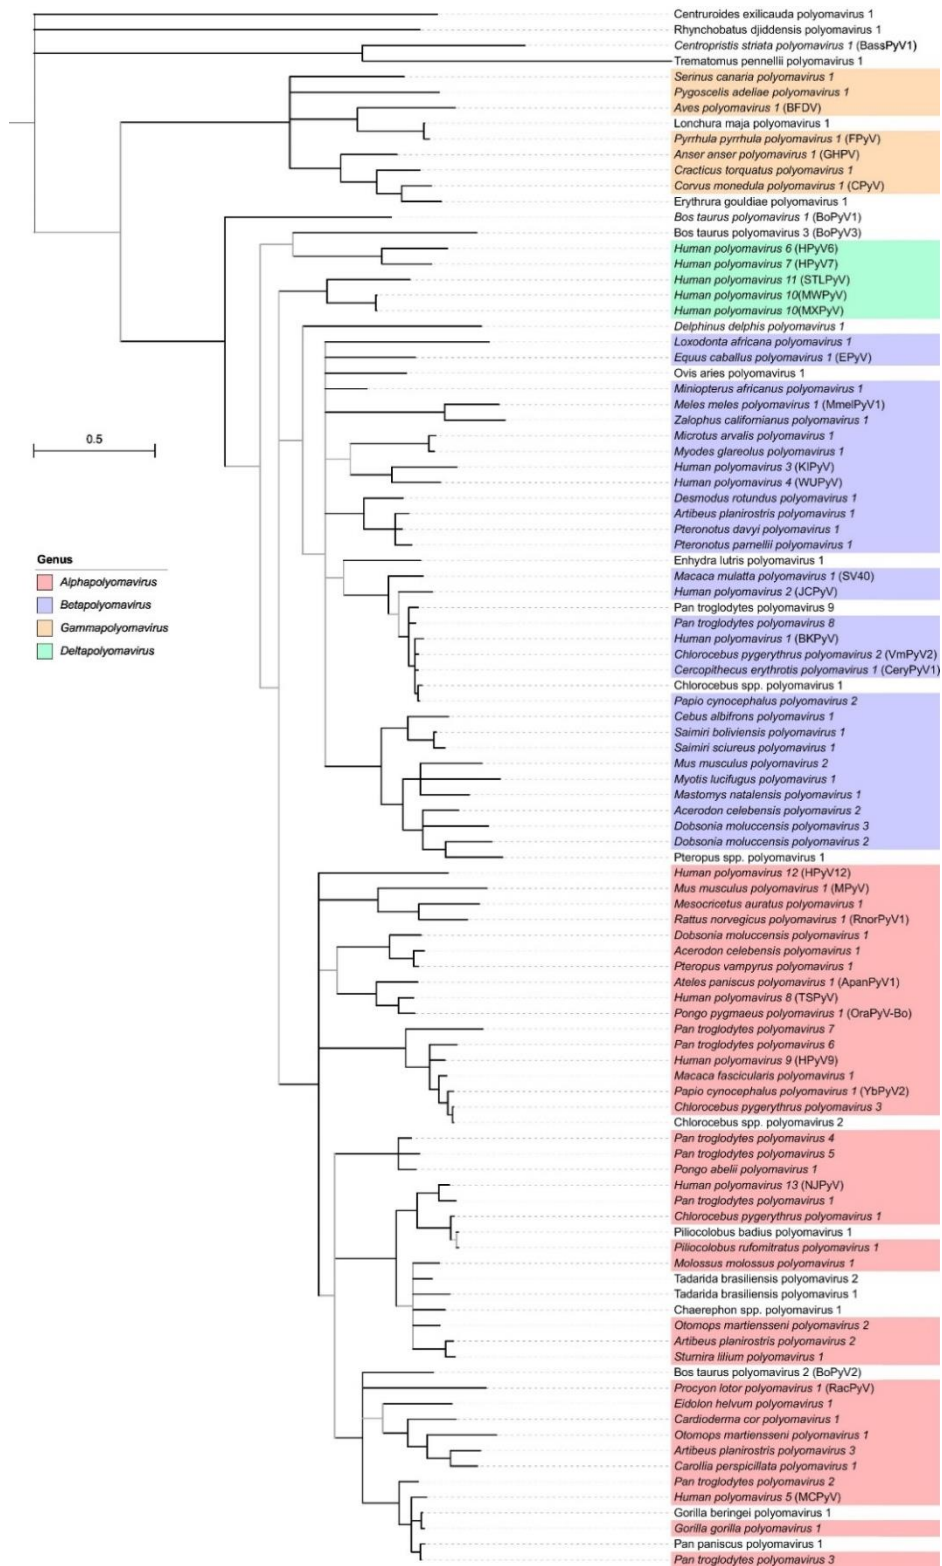 Centruroides exilicauda polyomavirus 1
Rhynchobatus djiddensis polyomavirus 1
Centropristis striata polyomavirus 1 (BassPyV1)
Trematomus pennellii polyomavirus 1
Serinus canaria polyomavirus 1
Pygoscelis adeliae polyomavirus 1
Aves polyomavirus 1 (BFDV)
Lonchura maja polyomavirus 1
Pyrrhula pyrrhula polyomavirus 1 (FPyV)
Anser anser polyomavirus 1 (GHPV)
Cracticus torquatus polyomavirus 1
Corvus monedula polyomavirus 1 (CPyV)
Erythrura gouldiae polyomavirus 1
Bos taurus polyomavirus 1 (BoPyV1)
Bos taurus polyomavirus 3 (BoPyV3)
Human polyomavirus 6 (HPyV6)
Human polyomavirus 7 (HPyV7)
Human polyomavirus 11 (STLPyV)
Human polyomavirus 10(MWPyV)
Human polyomavirus 10(MXPyV)
Delphinus delphis polyomavirus 1
Loxodonta africana polyomavirus 1
Equus caballus polyomavirus 1 (EPyV)
Ovis aries polyomavirus 1
Miniopterus africanus polyomavirus 1
Meles meles polyomavirus 1 (MmelPyV1)
Zalophus californianus polyomavirus 1
Microtus arvalis polyomavirus 1
Myodes glareolus polyomavirus 1
Human polyomavirus 3 (KIPyV)
Human polyomavirus 4 (WUPyV)
Desmodus rotundus polyomavirus 1
Artibeus planirostris polyomavirus 1
Pteronotus davyi polyomavirus 1
Pteronotus parnellii polyomavirus 1
Enhydra lutris polyomavirus 1
Macaca mulatta polyomavirus 1 (SV40)
Human polyomavirus 2 (JCPyV)
Pan troglodytes polyomavirus 9
Pan troglodytes polyomavirus 8
Human polyomavirus 1 (BKPyV)
Chlorocebus pygerythrus polyomavirus 2 (VmPyV2)
Cercopithecus erythrotis polyomavirus 1 (CeryPyV1)
Chlorocebus spp. polyomavirus 1
Papio cynocephalus polyomavirus 2
Cebus albifrons polyomavirus 1
Saimiri boliviensis polyomavirus 1
Saimiri sciureus polyomavirus 1
Mus musculus polyomavirus 2
Myotis lucifugus polyomavirus 1
Mastomys natalensis polyomavirus 1
Acerodon celebensis polyomavirus 2
Dobsonia moluccensis polyomavirus 3
Dobsonia moluccensis polyomavirus 2
Pteropus spp. polyomavirus 1
Human polyomavirus 12 (HPyV12)
Mus musculus polyomavirus 1 (MPyV)
Mesocricetus auratus polyomavirus 1
Rattus norvegicus polyomavirus 1 (RnorPyV1)
Dobsonia moluccensis polyomavirus 1
Acerodon celebensis polyomavirus 1
Pteropus vampyrus polyomavirus 1
Ateles paniscus polyomavirus 1 (ApanPyV1)
Human polyomavirus 8 (TSPyV)
Pongo pygmaeus polyomavirus 1 (OraPyV-Bo)
Pan troglodytes polyomavirus 7
Pan troglodytes polyomavirus 6
Human polyomavirus 9 (HPyV9)
Macaca fascicularis polyomavirus 1
Papio cynocephalus polyomavirus 1 (YbPyV2)
Chlorocebus pygerythrus polyomavirus 3
Chlorocebus spp. polyomavirus 2
Pan troglodytes polyomavirus 4
Pan troglodytes polyomavirus 5
Pongo abelii polyomavirus 1
Human polyomavirus 13 (NJPyV)
Pan troglodytes polyomavirus 1
Chlorocebus pygerythrus polyomavirus 1
Piliocolobus badius polyomavirus 1
Piliocolobus rufomitratus polyomavirus 1
Molossus molossus polyomavirus 1
Tadarida brasiliensis polyomavirus 2
Tadarida brasiliensis polyomavirus 1
Chaerephon spp. polyomavirus 1
Otomops martiensseni polyomavirus 2
Artibeus planirostris polyomavirus 2
Sturnira lilium polyomavirus 1
Bos taurus polyomavirus 2 (BoPyV2)
Procyon lotor polyomavirus 1 (RacPyV)
Eidolon helvum polyomavirus 1
Cardioderma cor polyomavirus 1
Otomops martiensseni polyomavirus 1
Artibeus planirostris polyomavirus 3
Carollia perspicillata polyomavirus 1
Pan troglodytes polyomavirus 2
Human polyomavirus 5 (MCPyV)
Gorilla beringei polyomavirus 1
Gorilla gorilla polyomavirus 1
Pan paniscus polyomavirus 1
Pan troglodytes polyomavirus 3
0.5
Genus
Alphapolyomavirus
Betapolyomavirus
Gammapolyomavirus
Deltapolyomavirus